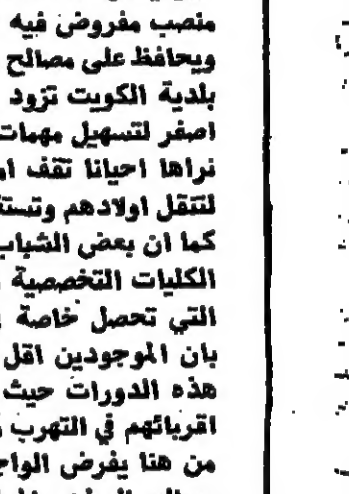 منصب مفروض فيه
ويحافظ على مصالح
بلدية الكويت تزود
اصفر لتسهيل مهمات
نراها احيانا تقف ام
لتنقل اولادهم وتستق
كما ان بعض الشباب
الكليات التخصصية
التي تحصل خاصة
بان الموجودين اقل
هذه الدورات حيث
اقربائهم في التهرب
من هنا يفرض الواج